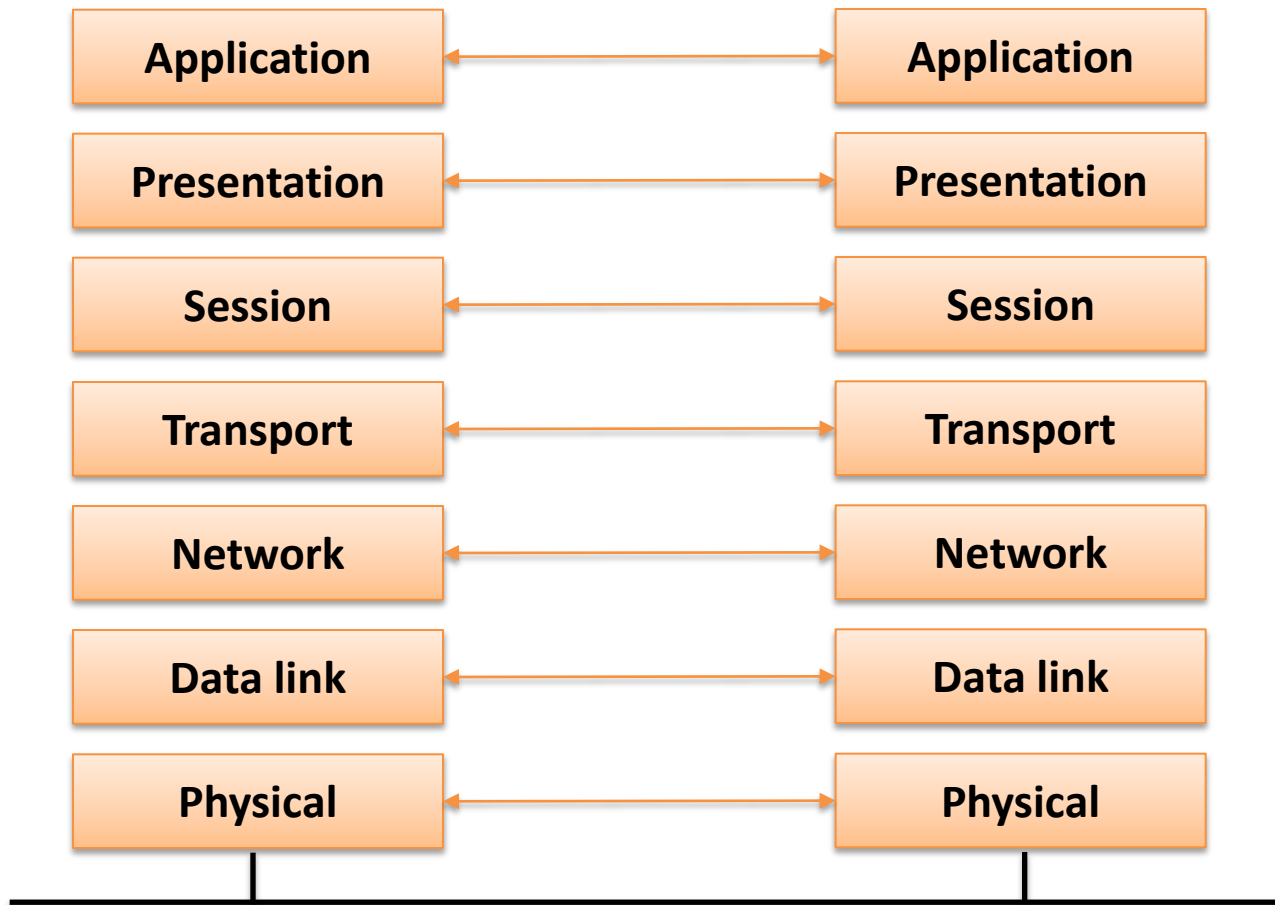 Application
Application
Presentation
Presentation
Session
Session
Transport
Transport
Network
Network
Data link
Data link
Physical
Physical